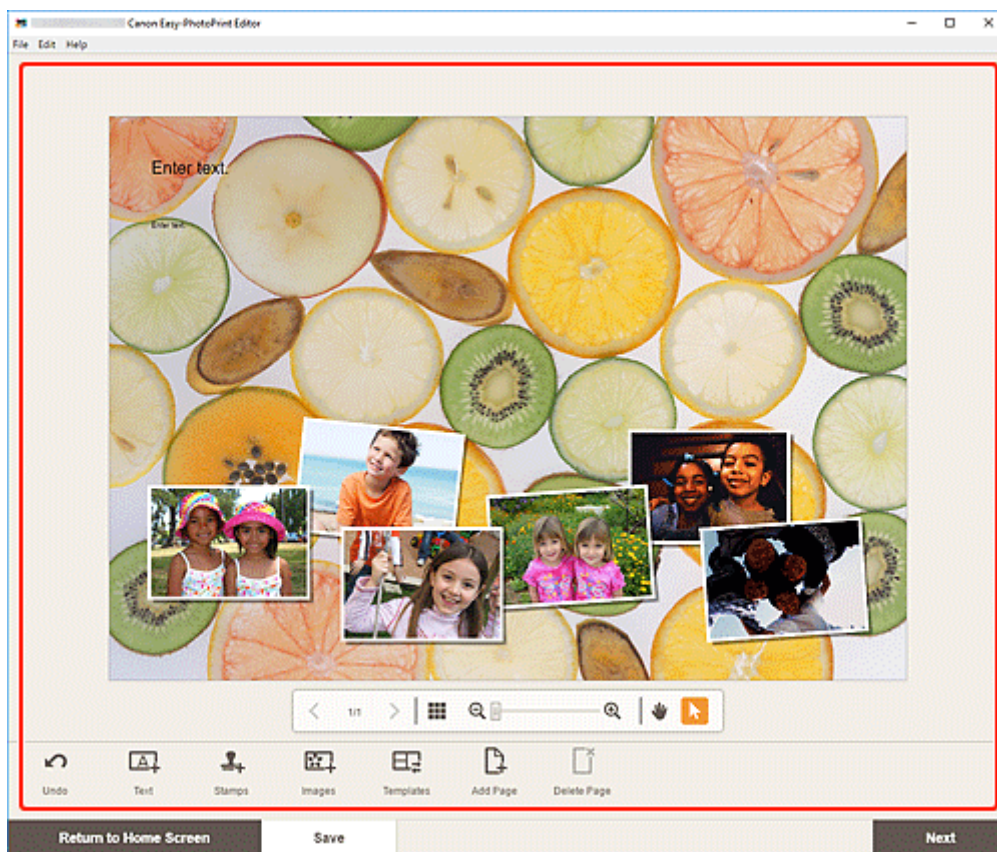 Canon Easy-PhotoPrint Editor
File Edit Help
Enter text.
Enter text.
1/1
Undo Text Stamps Images Templates Add Page Delete Page
Return to Home Screen Save Next